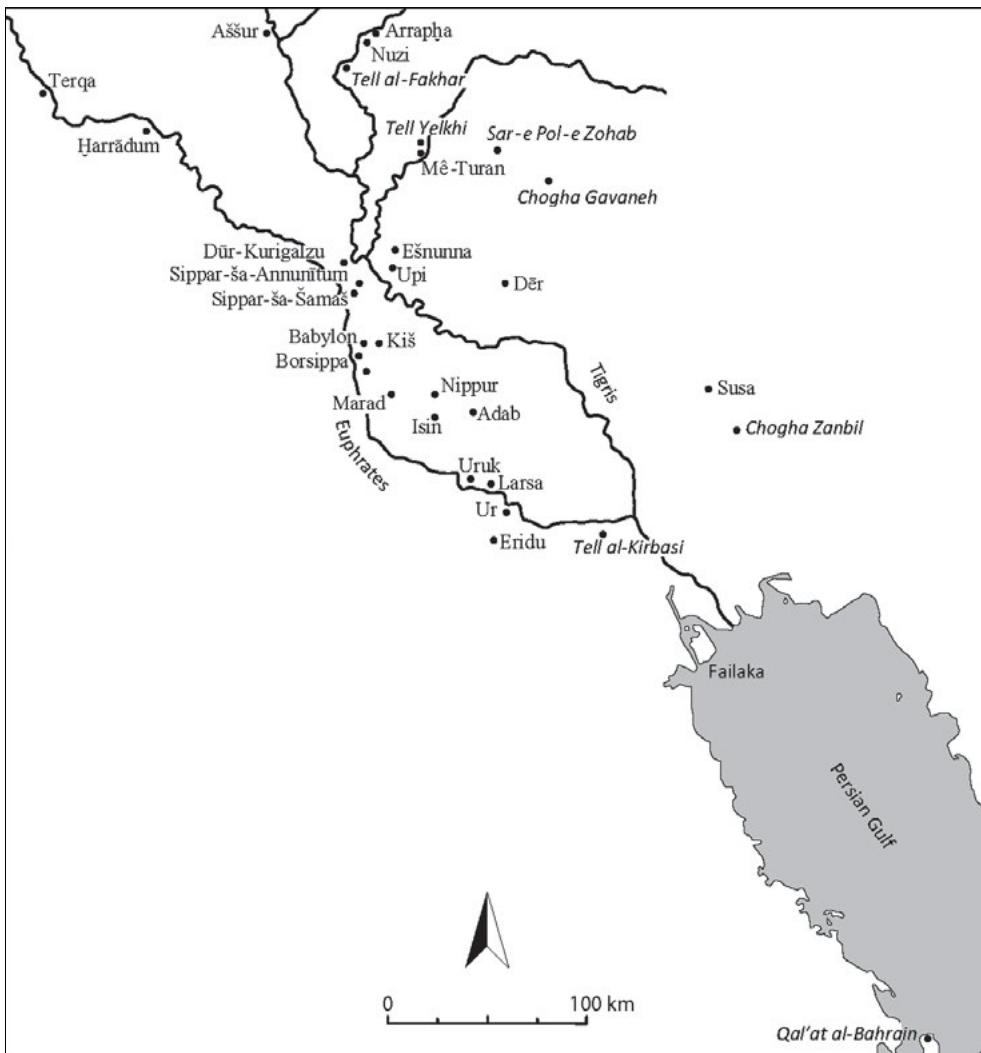 Aššur
Arrapḫa
Nuzi
Tell al-Fakhar
Terqa
Ḫarrādum
Tell Yelkhi
Sar-e Pol-e Zohab
Mê-Turan
Chogha Gavaneh
Dūr-Kurigalzu
Ešnunna
Sippar-ša-Annunītum
Upi
Dēr
Sippar-ša-Šamaš
Babylon
Kiš
Borsippa
Tigris
Marad
Nippur
Susa
Isin
Adab
Chogha Zanbil
Euphrates
Uruk
Larsa
Ur
Eridu
Tell al-Kirbasi
Failaka
Persian Gulf
0
100 km
Qal'at al-Bahrain